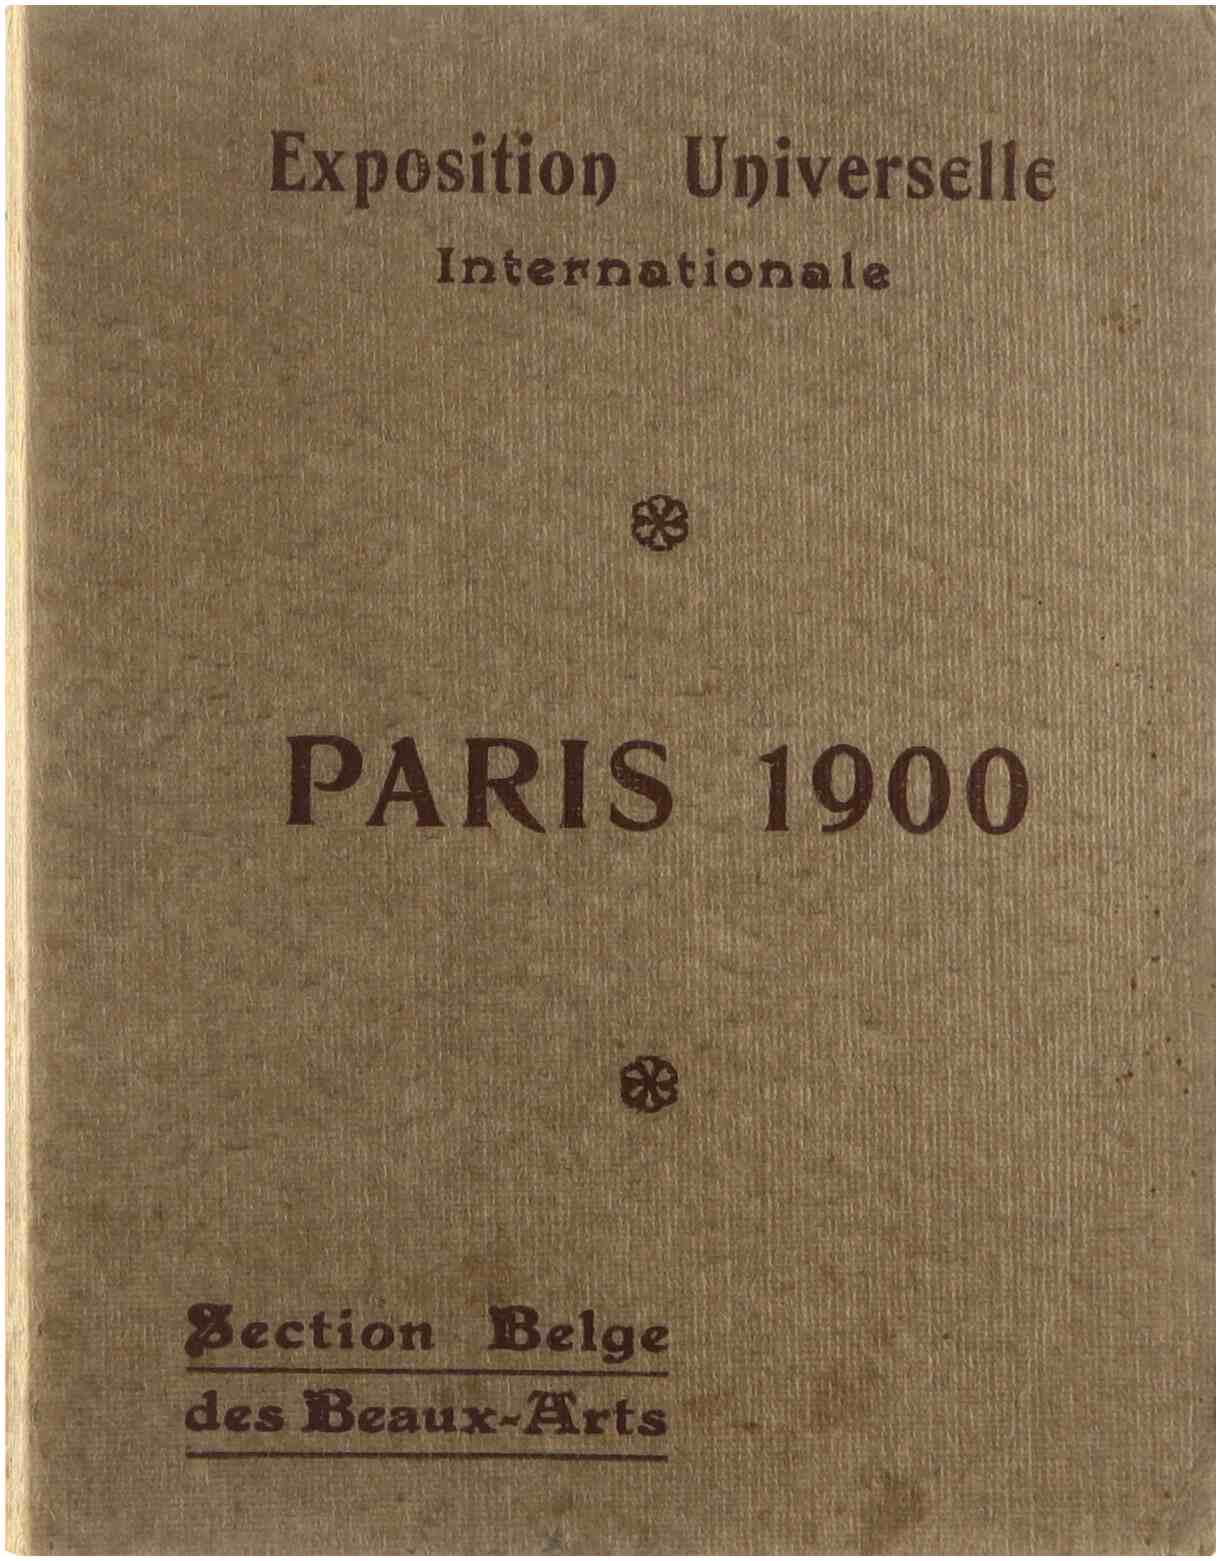 Exposition Universelle
Internationale
PARIS 1900
Section Belge
des Beaux-Arts